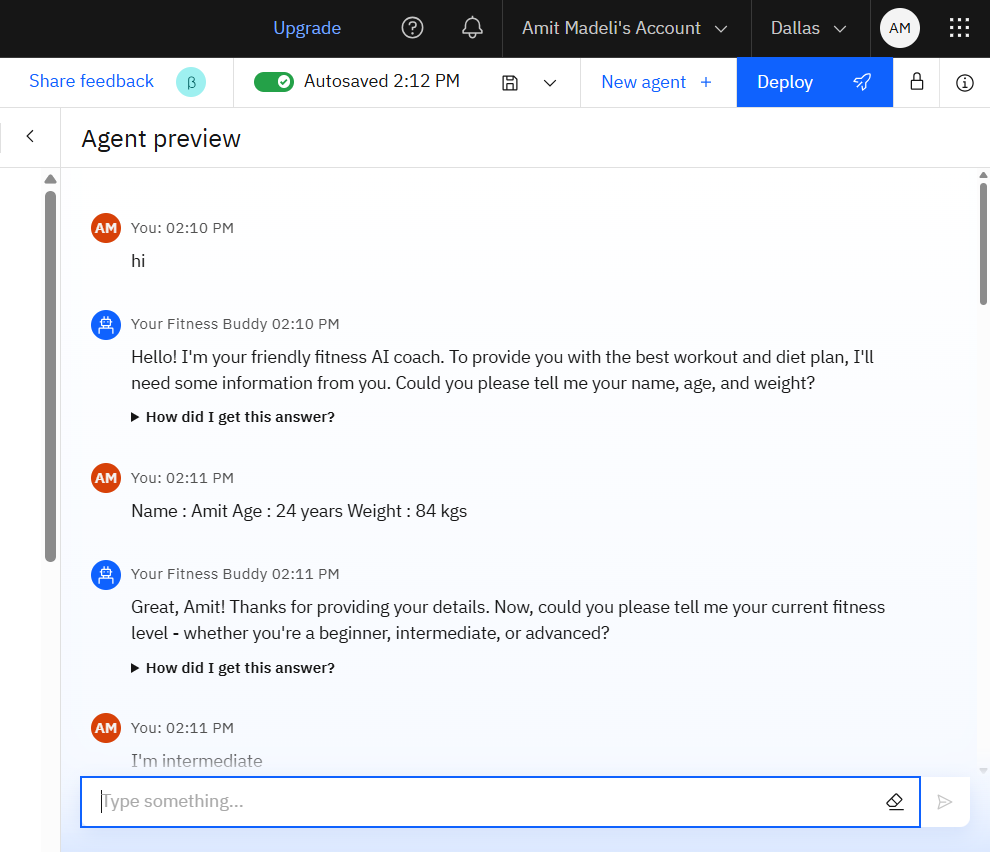 Upgrade
Amit Madeli's Account
Dallas
AM
Share feedback
β
Autosaved 2:12 PM
New agent +
Deploy
Agent preview
AM
You: 02:10 PM
hi
Your Fitness Buddy 02:10 PM
Hello! I'm your friendly fitness AI coach. To provide you with the best workout and diet plan, I'll
need some information from you. Could you please tell me your name, age, and weight?
How did I get this answer?
AM
You: 02:11 PM
Name : Amit Age : 24 years Weight : 84 kgs
Your Fitness Buddy 02:11 PM
Great, Amit! Thanks for providing your details. Now, could you please tell me your current fitness
level - whether you're a beginner, intermediate, or advanced?
How did I get this answer?
AM
You: 02:11 PM
I'm intermediate
Type something...